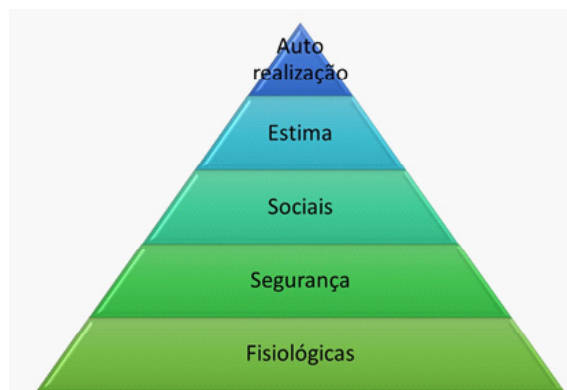 Auto
realização
Estima
Sociais
Segurança
Fisiológicas